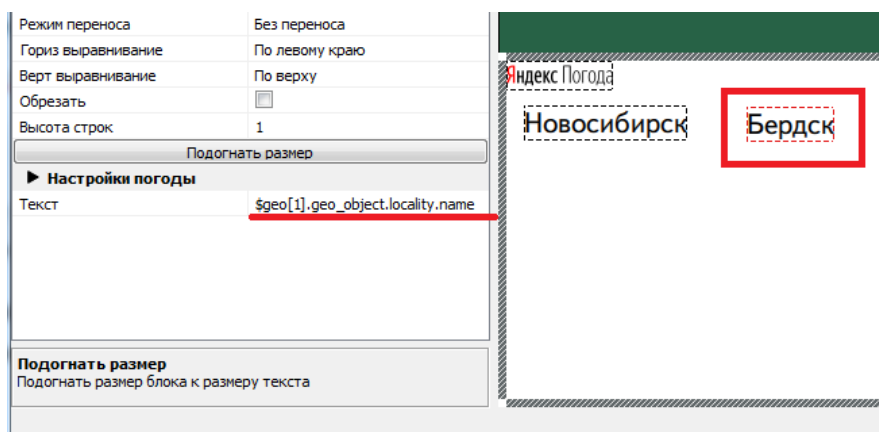 Режим переноса Без переноса
Гориз выравнивание По левому краю
Верт выравнивание По верху
Обрезать
Высота строк 1
Подогнать размер
Настройки погоды
Текст $geo[1].geo_object.locality.name
Подогнать размер
Подогнать размер блока к размеру текста
Яндекс Погода
Новосибирск Бердск